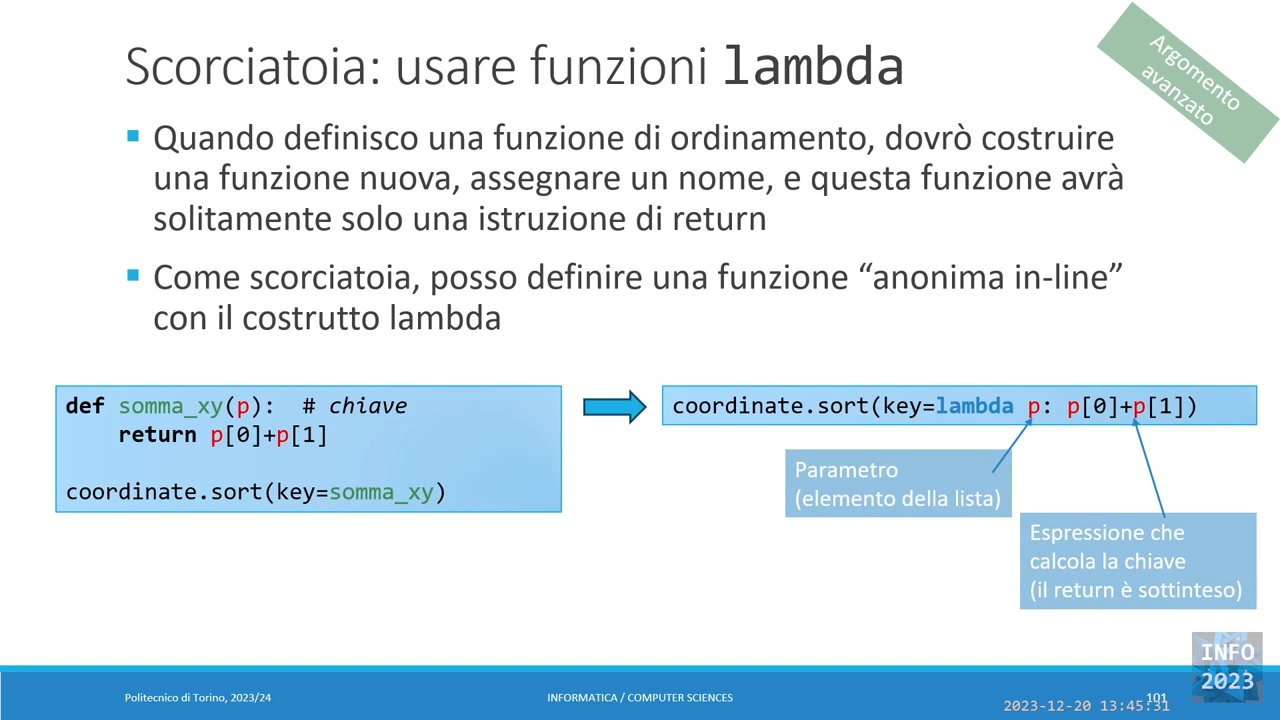 Scorciatoia: usare funzioni lambda
Argomento
avanzato
▪ Quando definisco una funzione di ordinamento, dovrò costruire
una funzione nuova, assegnare un nome, e questa funzione avrà
solitamente solo una istruzione di return
▪ Come scorciatoia, posso definire una funzione “anonima in-line”
con il costrutto lambda
def somma_xy(p):  # chiave
    return p[0]+p[1]
coordinate.sort(key=somma_xy)
coordinate.sort(key=lambda p: p[0]+p[1])
Parametro
(elemento della lista)
Espressione che
calcola la chiave
(il return è sottinteso)
INFO
2023
Politecnico di Torino, 2023/24
INFORMATICA / COMPUTER SCIENCES
101
2023-12-20 13:45:31